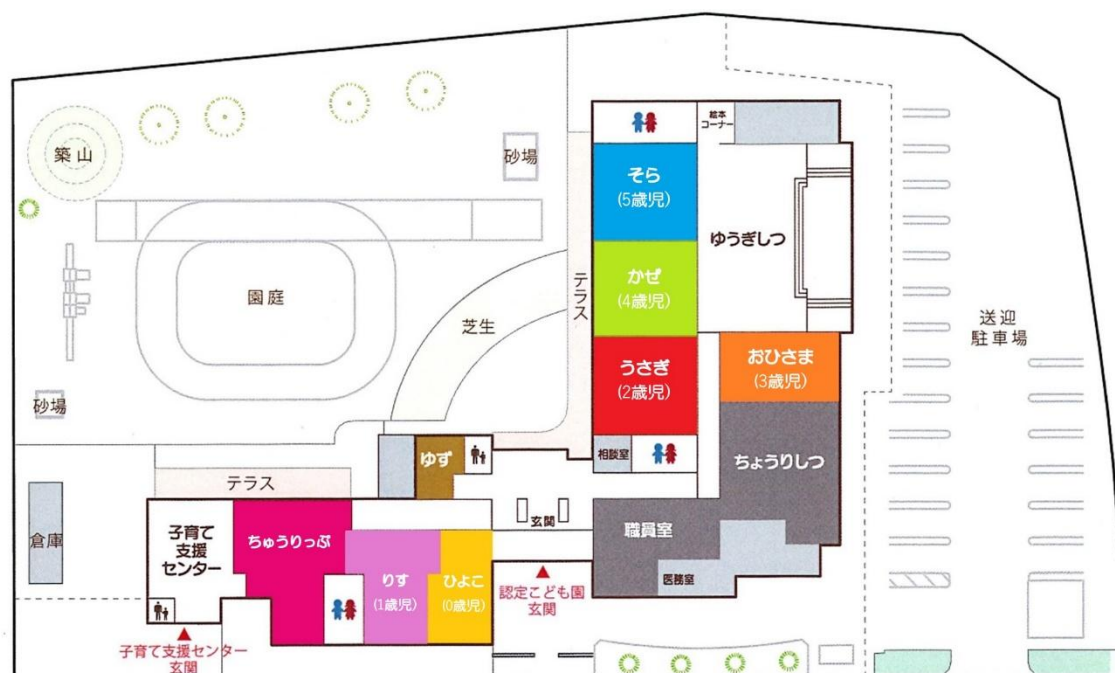 築山
砂場
絵本
コーナー
そら
(5歳児)
ゆうぎしつ
かぜ
(4歳児)
テラス
園庭
芝生
送迎
駐車場
うさぎ
(2歳児)
おひさま
(3歳児)
砂場
相談室
ちょうりしつ
ゆず
テラス
倉庫
子育て
支援
センター
ちゅうりっぷ
玄関
職員室
りす
(1歳児)
ひよこ
(0歳児)
医務室
認定こども園
玄関
子育て支援センター
玄関